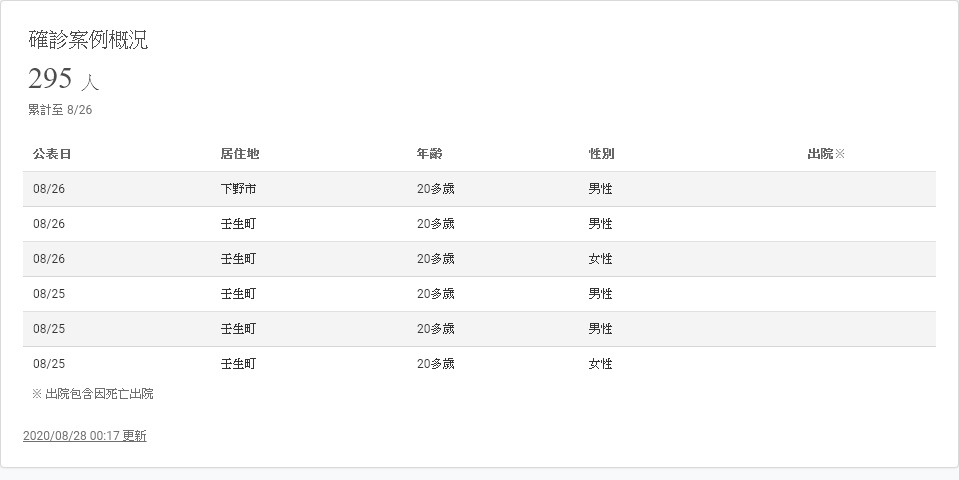 確診案例概況
295 人
累計至 8/26
公表日 居住地 年齡 性別 出院※
08/26 下野市 20多歲 男性
08/26 壬生町 20多歲 男性
08/26 壬生町 20多歲 女性
08/25 壬生町 20多歲 男性
08/25 壬生町 20多歲 男性
08/25 壬生町 20多歲 女性
※ 出院包含因死亡出院
2020/08/28 00:17 更新